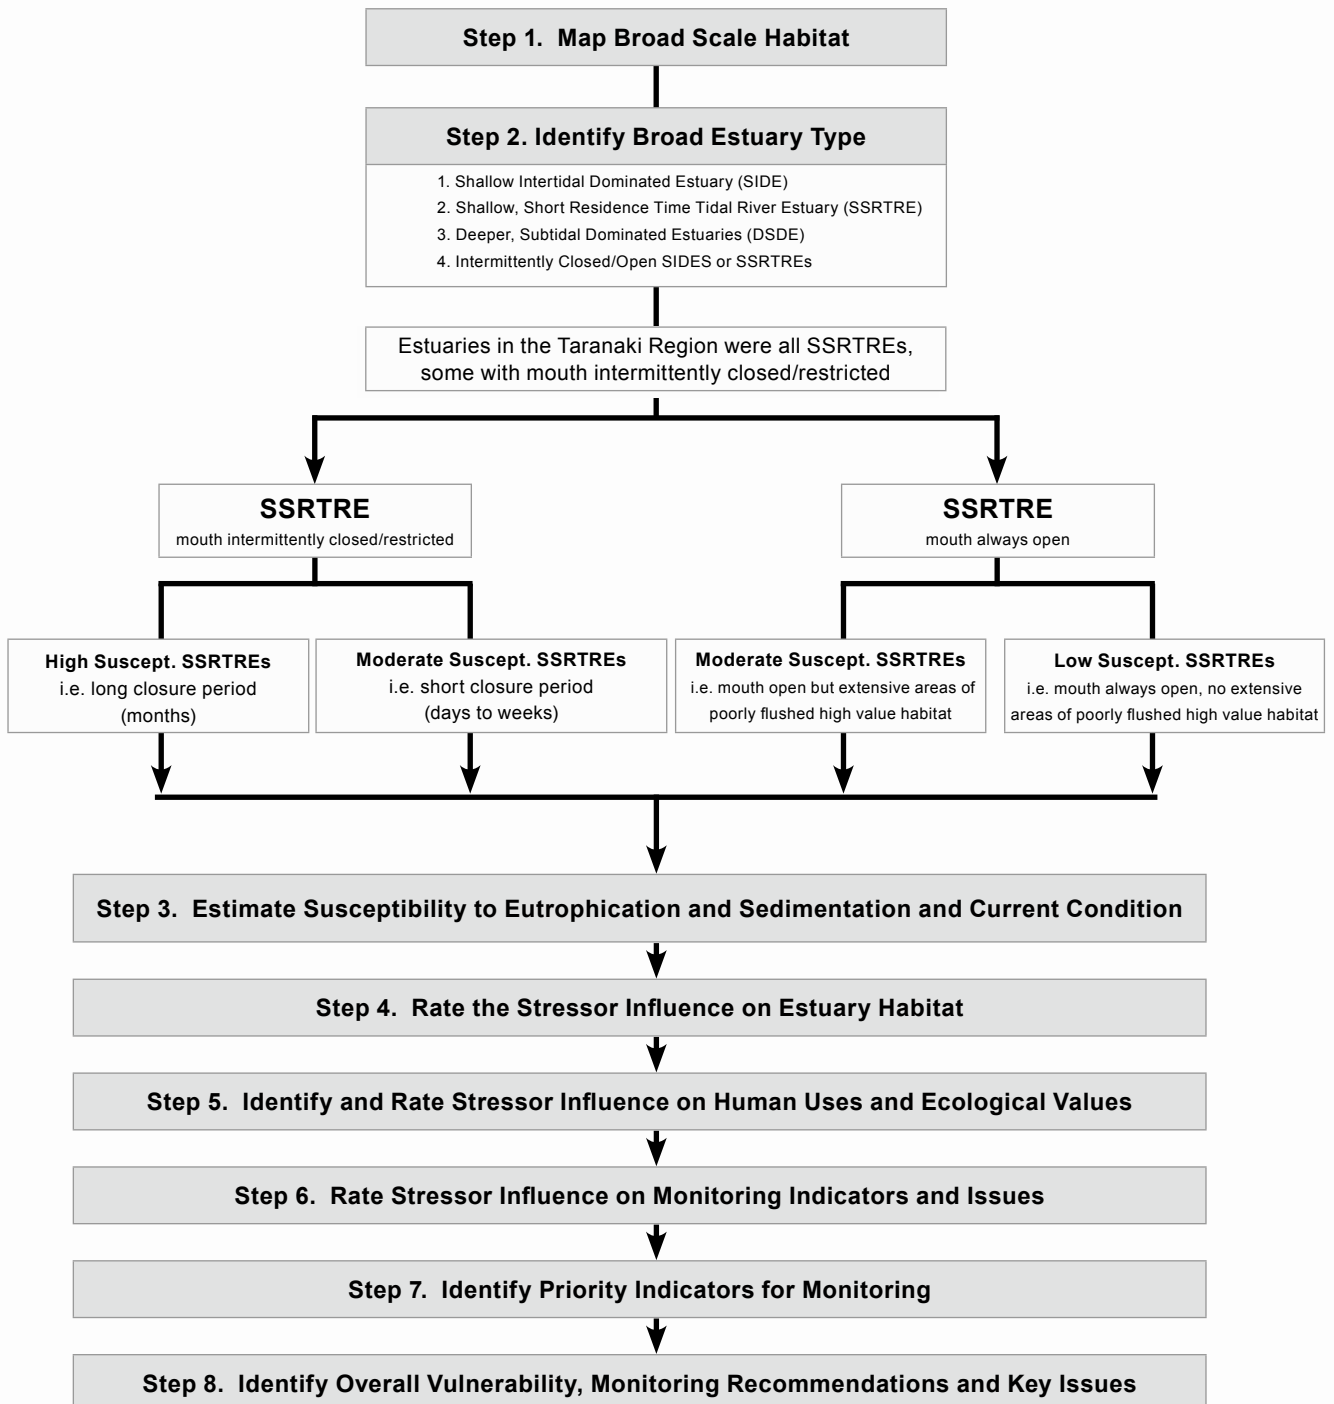 Step 1. Map Broad Scale Habitat
Step 2. Identify Broad Estuary Type
1. Shallow Intertidal Dominated Estuary (SIDE)
2. Shallow, Short Residence Time Tidal River Estuary (SSRTRE)
3. Deeper, Subtidal Dominated Estuaries (DSDE)
4. Intermittently Closed/Open SIDES or SSRTREs
Estuaries in the Taranaki Region were all SSRTREs,
some with mouth intermittently closed/restricted
SSRTRE
mouth intermittently closed/restricted
SSRTRE
mouth always open
High Suscept. SSRTREs
i.e. long closure period
(months)
Moderate Suscept. SSRTREs
i.e. short closure period
(days to weeks)
Moderate Suscept. SSRTREs
i.e. mouth open but extensive areas of
poorly flushed high value habitat
Low Suscept. SSRTREs
i.e. mouth always open, no extensive
areas of poorly flushed high value habitat
Step 3. Estimate Susceptibility to Eutrophication and Sedimentation and Current Condition
Step 4. Rate the Stressor Influence on Estuary Habitat
Step 5. Identify and Rate Stressor Influence on Human Uses and Ecological Values
Step 6. Rate Stressor Influence on Monitoring Indicators and Issues
Step 7. Identify Priority Indicators for Monitoring
Step 8. Identify Overall Vulnerability, Monitoring Recommendations and Key Issues